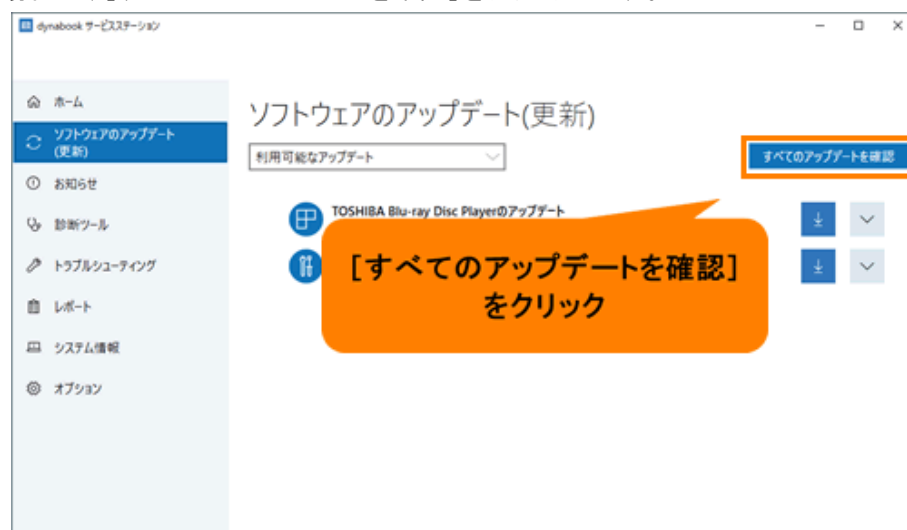 dynabook サービスステーション
ホーム
ソフトウェアのアップデート
(更新)
お知らせ
診断ツール
トラブルシューティング
レポート
システム情報
オプション
ソフトウェアのアップデート(更新)
利用可能なアップデート
すべてのアップデートを確認
TOSHIBA Blu-ray Disc Playerのアップデート
[すべてのアップデートを確認]
をクリック